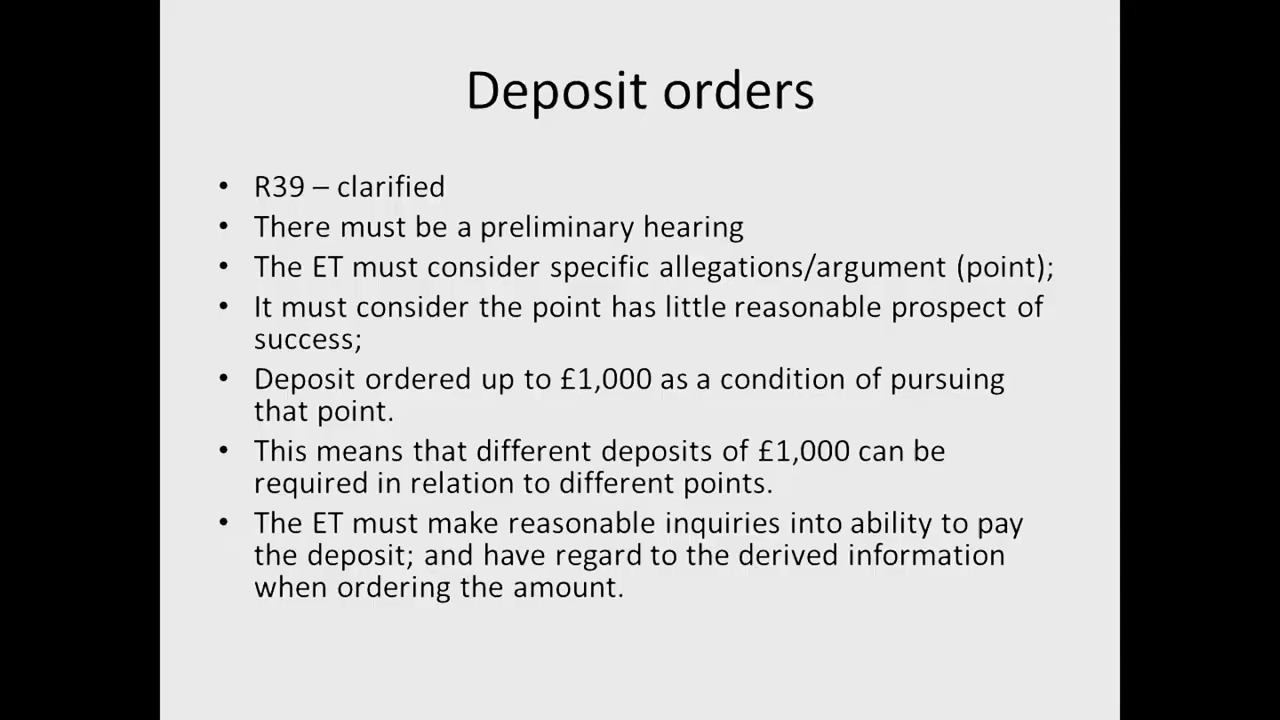 Deposit orders
• R39 – clarified
• There must be a preliminary hearing
• The ET must consider specific allegations/argument (point);
• It must consider the point has little reasonable prospect of
success;
• Deposit ordered up to £1,000 as a condition of pursuing
that point.
• This means that different deposits of £1,000 can be
required in relation to different points.
• The ET must make reasonable inquiries into ability to pay
the deposit; and have regard to the derived information
when ordering the amount.